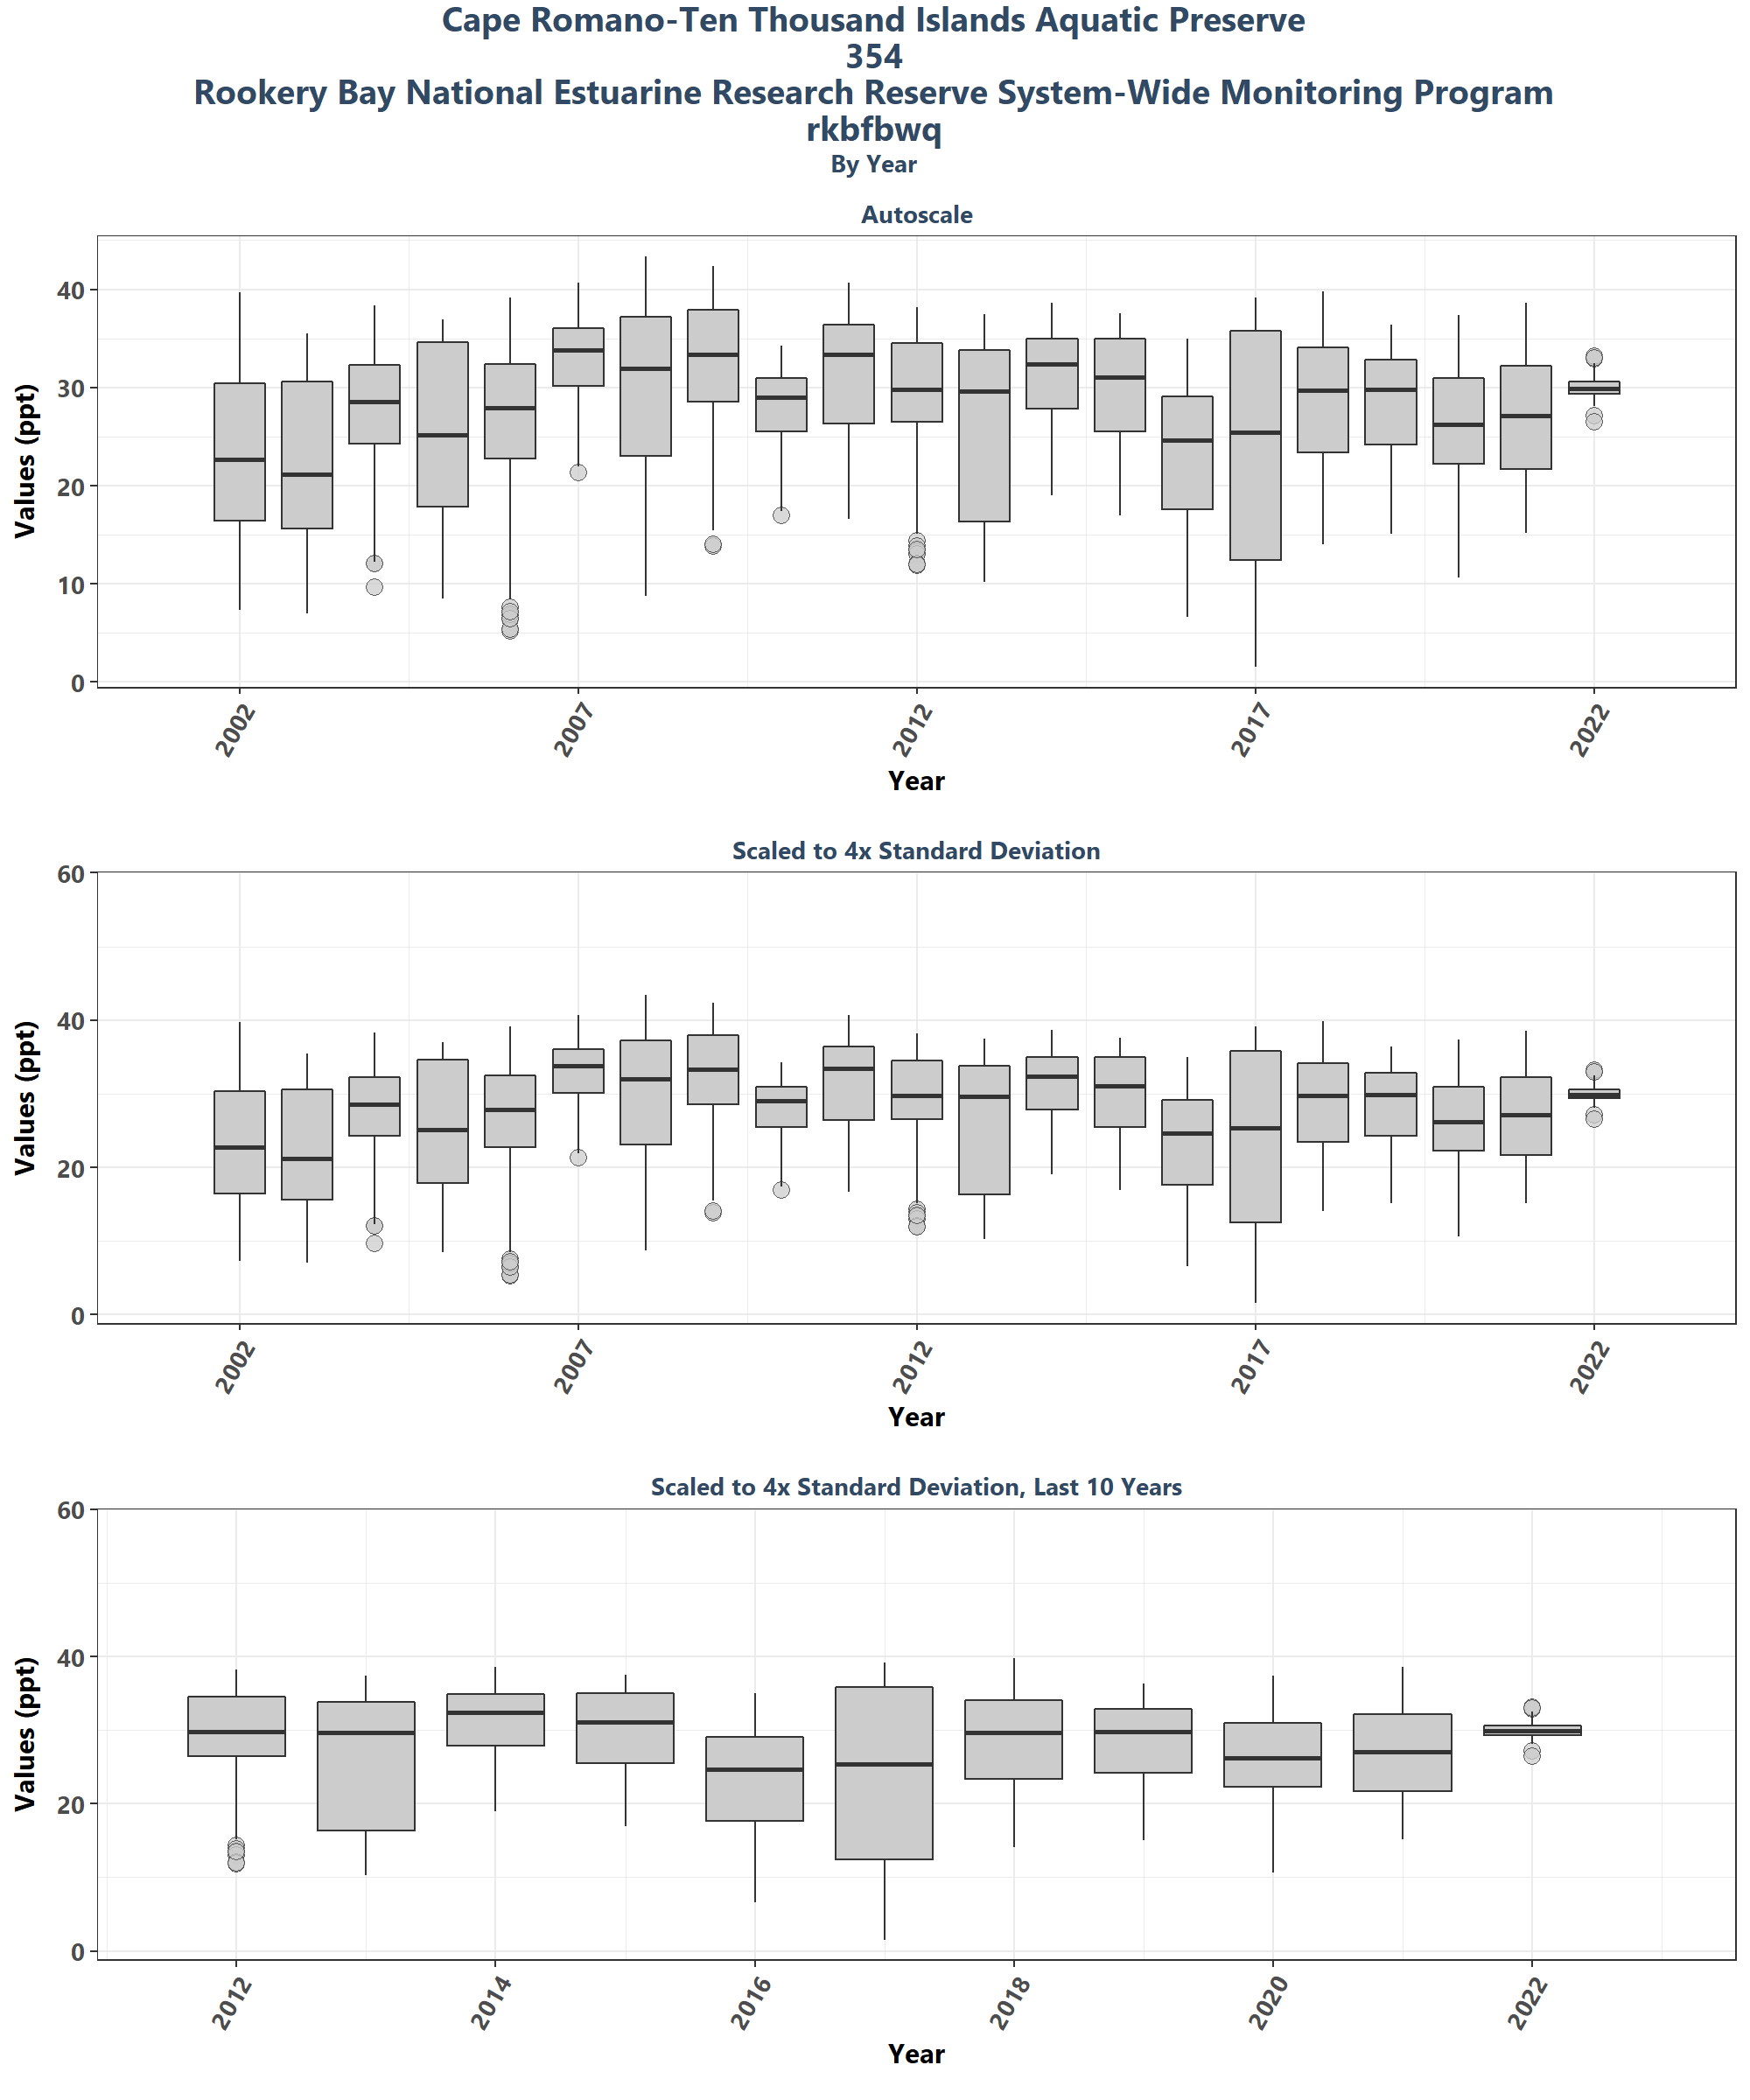 Cape Romano-Ten Thousand Islands Aquatic Preserve
354
Rookery Bay National Estuarine Research Reserve System-Wide Monitoring Program
rkbfbwq
By Year
Autoscale
Values (ppt)
40
30
20
10
0
2002
2007
2012
2017
2022
Year
Scaled to 4x Standard Deviation
Values (ppt)
60
40
20
0
2002
2007
2012
2017
2022
Year
Scaled to 4x Standard Deviation, Last 10 Years
Values (ppt)
60
40
20
0
2012
2014
2016
2018
2020
2022
Year